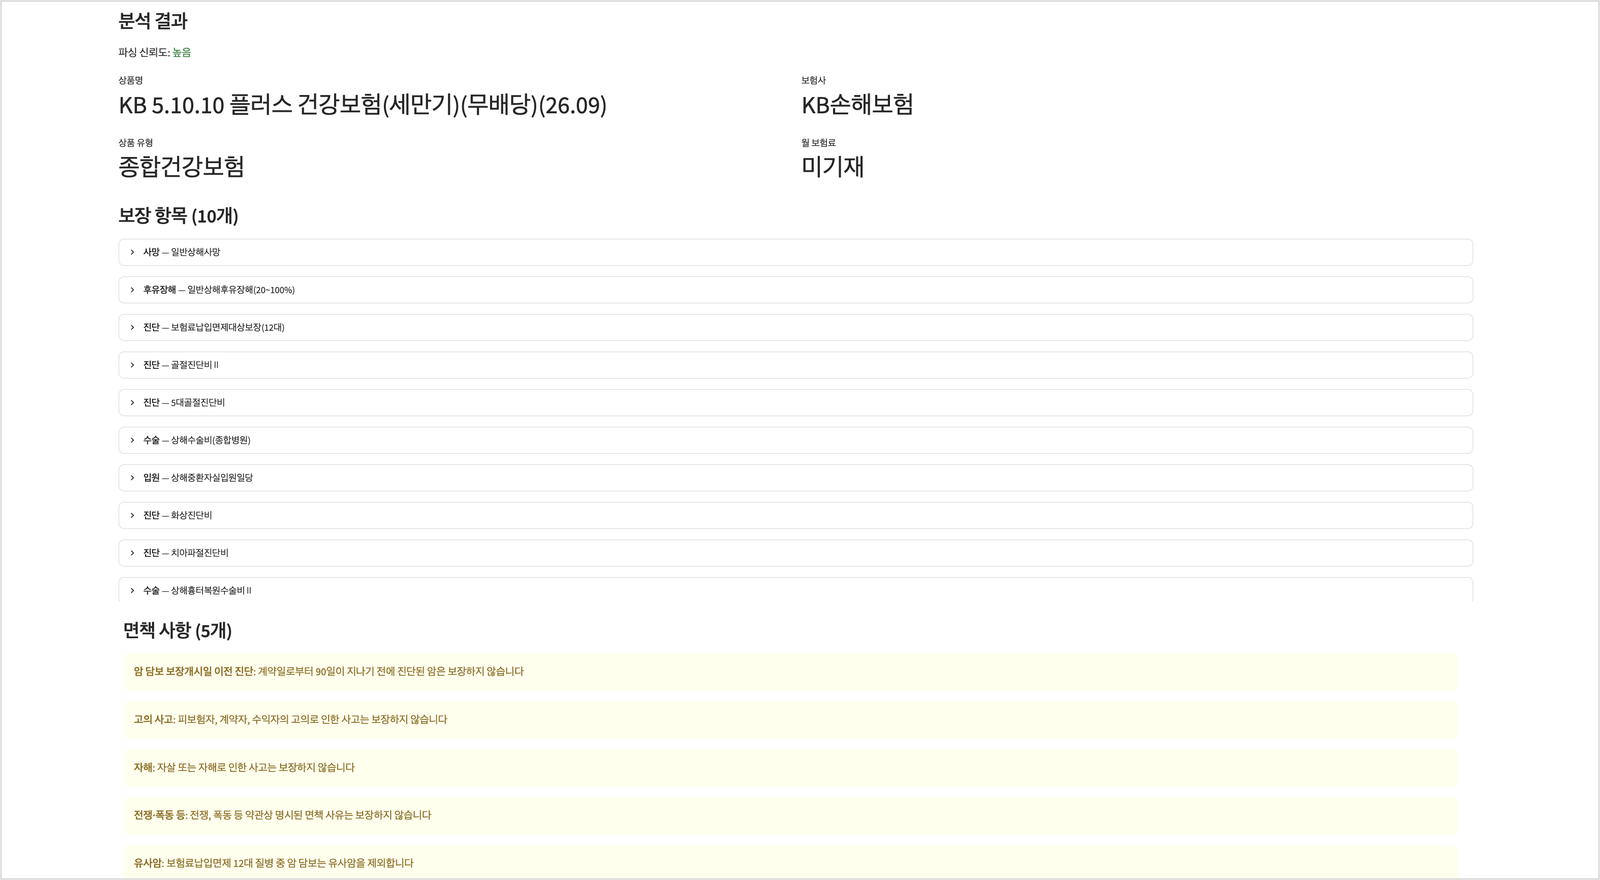 분석 결과
파싱 신뢰도: 높음
상품명
KB 5.10.10 플러스 건강보험(세만기)(무배당)(26.09)
보험사
KB손해보험
상품 유형
종합건강보험
월 보험료
미기재
보장 항목 (10개)
사망 — 일반상해사망
후유장해 — 일반상해후유장해(20~100%)
진단 — 보험료납입면제대상보장(12대)
진단 — 골절진단비Ⅱ
진단 — 5대골절진단비
수술 — 상해수술비(종합병원)
입원 — 상해중환자실입원일당
진단 — 화상진단비
진단 — 치아파절진단비
수술 — 상해흉터복원수술비Ⅱ
면책 사항 (5개)
암 담보 보장개시일 이전 진단: 계약일로부터 90일이 지나기 전에 진단된 암은 보장하지 않습니다
고의 사고: 피보험자, 계약자, 수익자의 고의로 인한 사고는 보장하지 않습니다
자해: 자살 또는 자해로 인한 사고는 보장하지 않습니다
전쟁·폭동 등: 전쟁, 폭동 등 약관상 명시된 면책 사유는 보장하지 않습니다
유사암: 보험료납입면제 12대 질병 중 암 담보는 유사암을 제외합니다